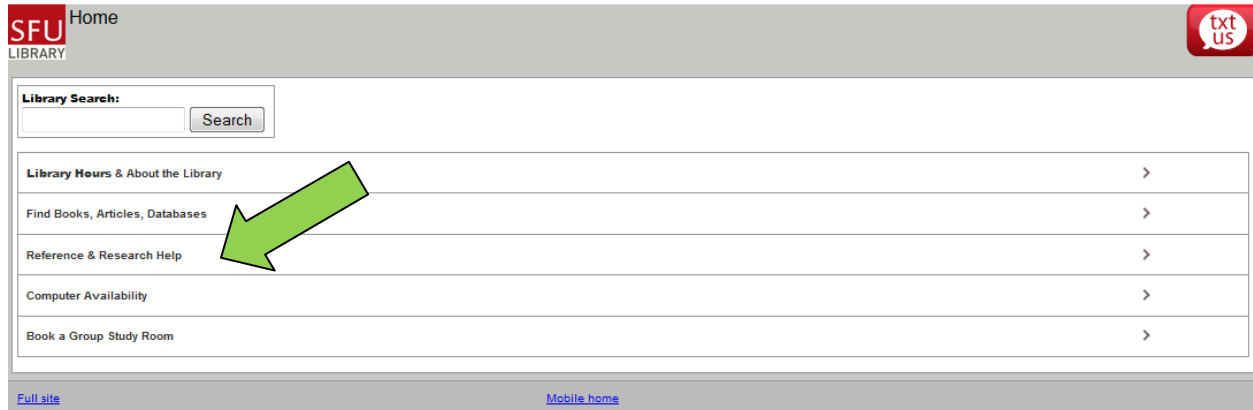 SFU
LIBRARY
Home
txt
us
Library Search:
Search
Library Hours & About the Library
Find Books, Articles, Databases
Reference & Research Help
Computer Availability
Book a Group Study Room
Full site
Mobile home